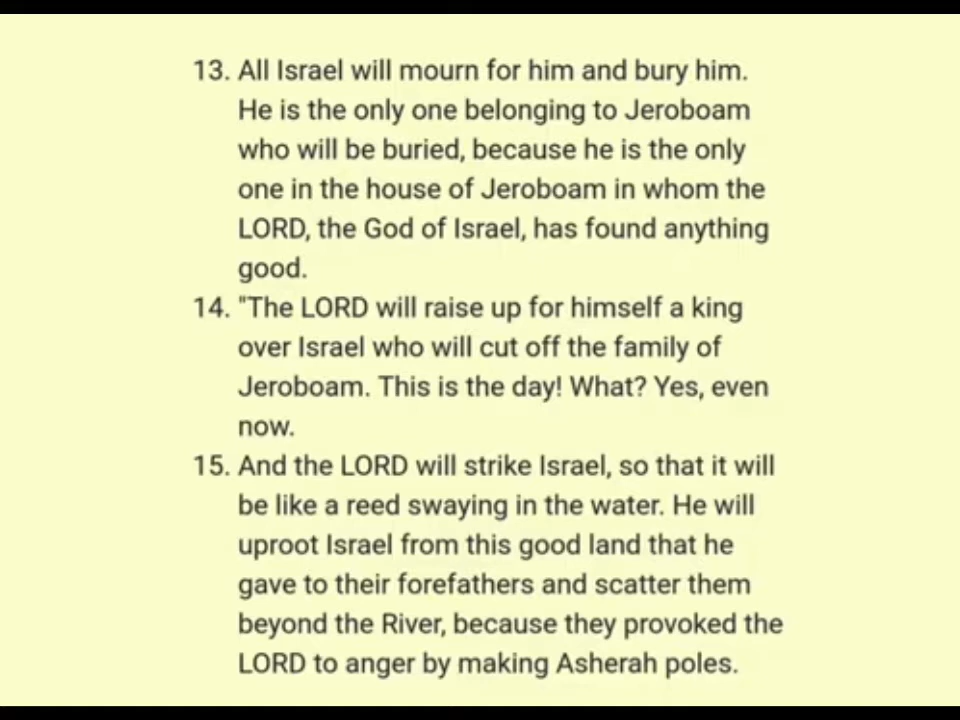 13. All Israel will mourn for him and bury him.
He is the only one belonging to Jeroboam
who will be buried, because he is the only
one in the house of Jeroboam in whom the
LORD, the God of Israel, has found anything
good.
14. "The LORD will raise up for himself a king
over Israel who will cut off the family of
Jeroboam. This is the day! What? Yes, even
now.
15. And the LORD will strike Israel, so that it will
be like a reed swaying in the water. He will
uproot Israel from this good land that he
gave to their forefathers and scatter them
beyond the River, because they provoked the
LORD to anger by making Asherah poles.